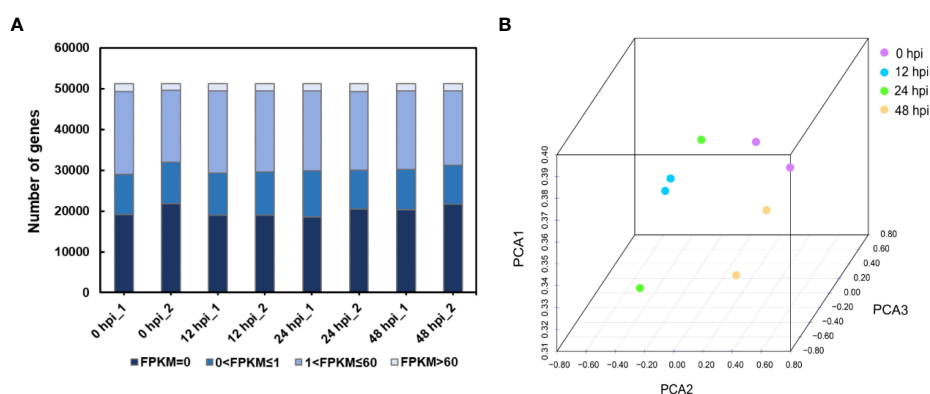 A
60000
50000
40000
30000
20000
10000
0
Number of genes
0 hpi_1
0 hpi_2
12 hpi_1
12 hpi_2
24 hpi_1
24 hpi_2
48 hpi_1
48 hpi_2
FPKM=0 0<FPKM≤1 1<FPKM≤60 FPKM>60
B
0 hpi
12 hpi
24 hpi
48 hpi
0.40
0.39
0.38
0.37
0.36
0.35
0.34
0.33
0.32
0.31
PCA1
−0.80 −0.60 −0.40 −0.20 0.00 0.20 0.40 0.60 0.80
PCA2
0.80
0.60
0.40
0.20
0.00
−0.20
−0.40
−0.60
−0.80
PCA3